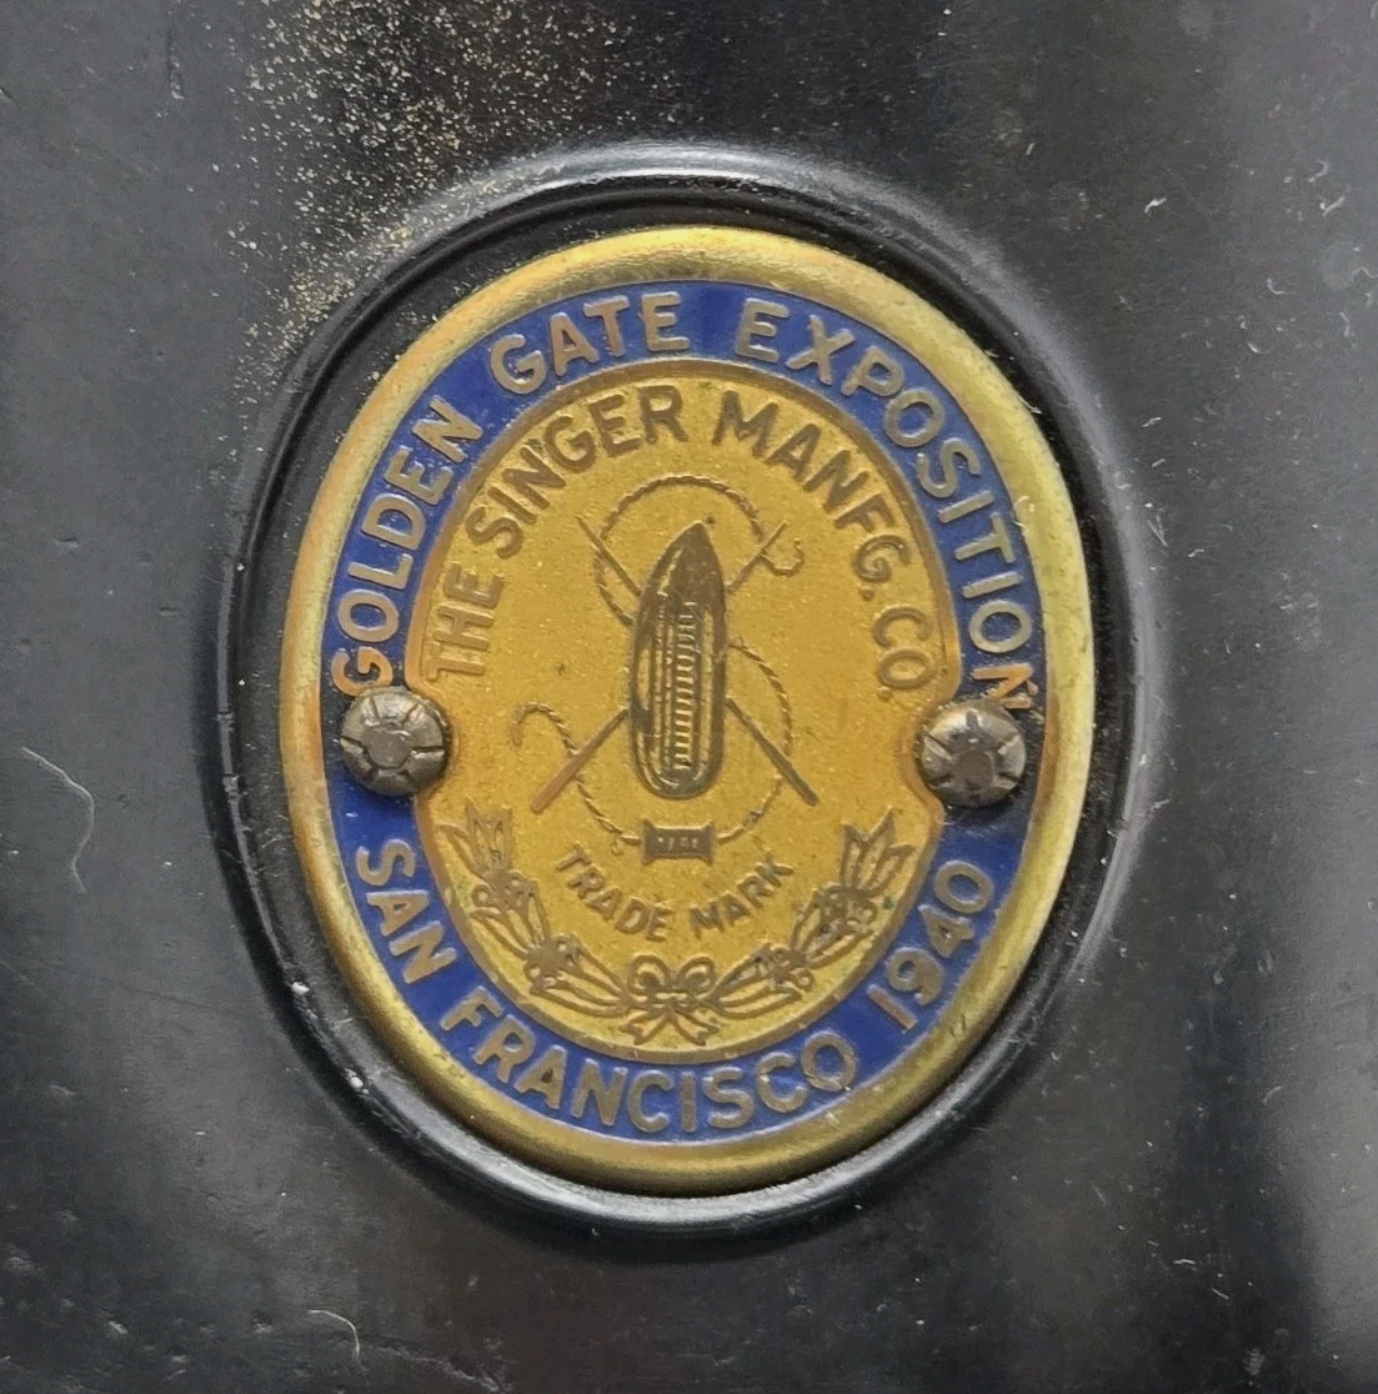 GOLDEN GATE EXPOSITION
THE SINGER MANFG. CO.
TRADE MARK
SAN FRANCISCO 1940